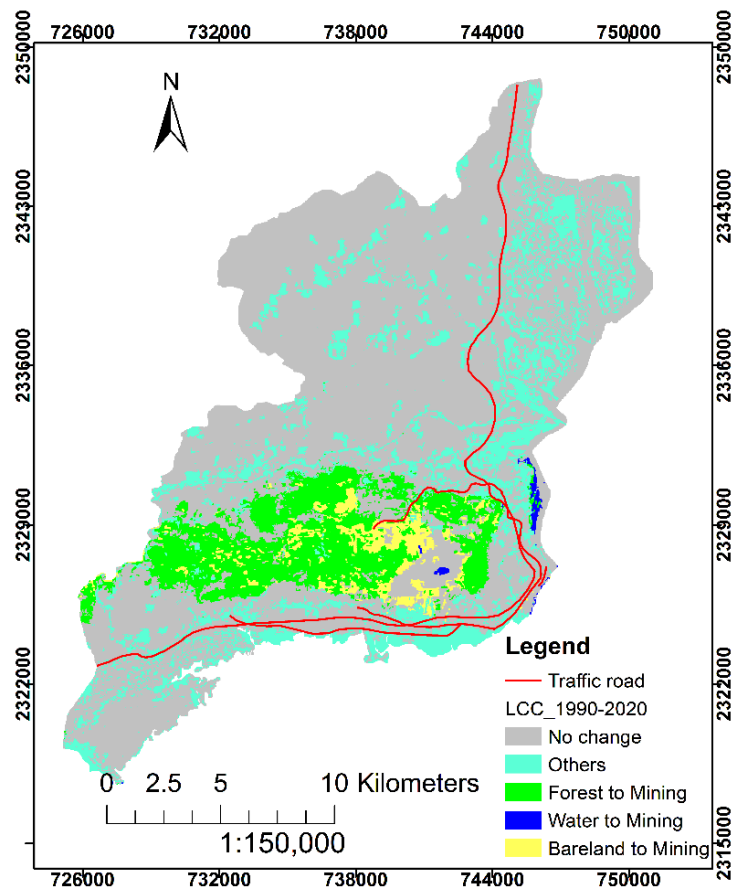 726000 732000 738000 744000 750000
2350000 2350000
N
2343000 2343000
2336000 2336000
2329000 2329000
Legend
Traffic road
2322000 2322000
LCC_1990-2020
No change
Others
0 2.5 5 10 Kilometers
Forest to Mining
Water to Mining
1:150,000
Bareland to Mining
2315000 2315000
726000 732000 738000 744000 750000